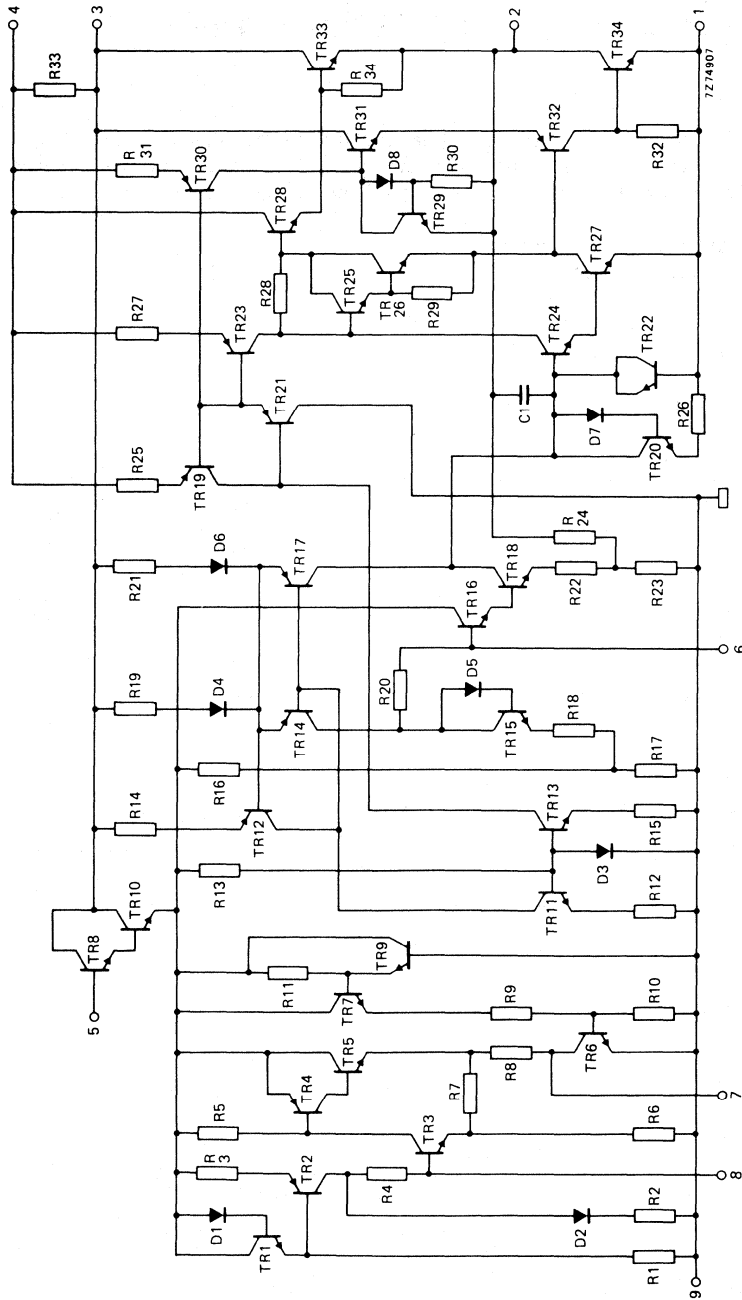 4
3
R33
TR33
2
TR34
1
7Z74907
R
34
R
31
TR30
TR31
D8
R30
TR29
TR32
R32
TR28
R28
TR25
TR
26
R29
TR27
R27
TR23
TR24
TR22
R25
TR19
TR21
C1
D7
TR20
R26
R21
D6
TR17
TR18
R
24
R22
R23
TR16
6
R19
D4
TR14
R20
D5
TR15
R18
R16
R17
R14
TR12
R13
TR13
D3
R15
TR11
R12
TR8
TR10
5
R11
TR9
TR7
R9
R10
TR5
TR4
R8
TR6
7
R5
R7
TR3
R6
R
3
TR2
R4
8
D1
TR1
D2
R2
R1
9